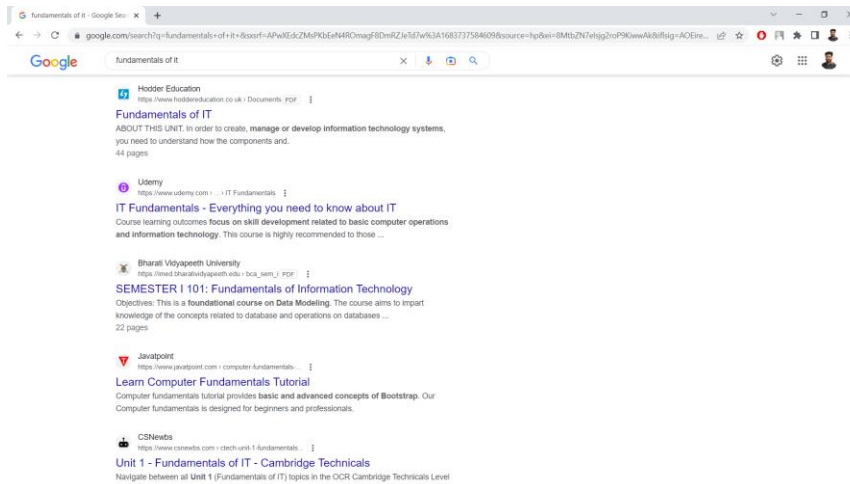 fundamentals of it - Google Sea
google.com/search?q=fundamentals+of+it+&sxsrf=
Google
fundamentals of it
Hodder Education
https://www.hoddereducation.co.uk › Documents PDF
Fundamentals of IT
ABOUT THIS UNIT. In order to create, manage or develop information technology systems,
you need to understand how the components and.
44 pages
Udemy
https://www.udemy.com › ... › IT Fundamentals
IT Fundamentals - Everything you need to know about IT
Course learning outcomes focus on skill development related to basic computer operations
and information technology. This course is highly recommended to those ...
Bharati Vidyapeeth University
https://imed.bharatividyapeeth.edu › bca_sem_i PDF
SEMESTER I 101: Fundamentals of Information Technology
Objectives: This is a foundational course on Data Modeling. The course aims to impart
knowledge of the concepts related to database and operations on databases ...
22 pages
Javatpoint
https://www.javatpoint.com › computer-fundamentals-...
Learn Computer Fundamentals Tutorial
Computer fundamentals tutorial provides basic and advanced concepts of Bootstrap. Our
Computer fundamentals is designed for beginners and professionals.
CSNewbs
https://www.csnewbs.com › ctech-unit-1-fundamentals...
Unit 1 - Fundamentals of IT - Cambridge Technicals
Navigate between all Unit 1 (Fundamentals of IT) topics in the OCR Cambridge Technicals Level